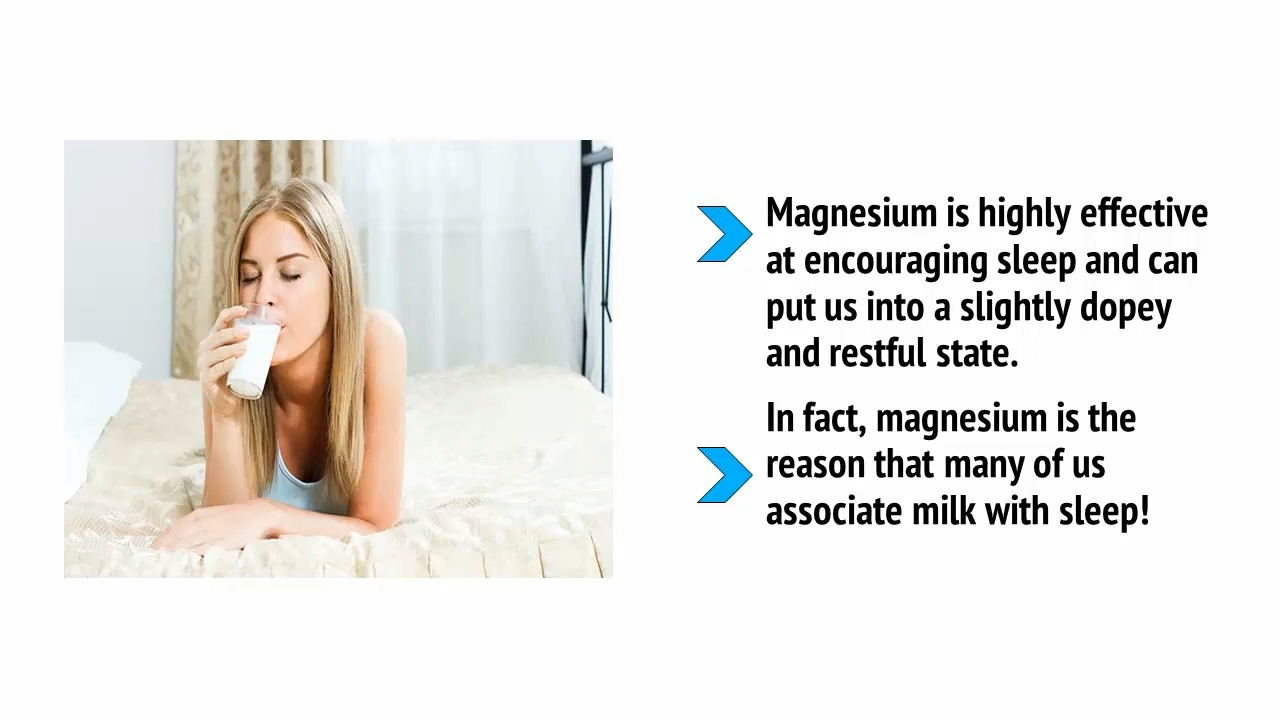 Magnesium is highly effective
at encouraging sleep and can
put us into a slightly dopey
and restful state.
In fact, magnesium is the
reason that many of us
associate milk with sleep!